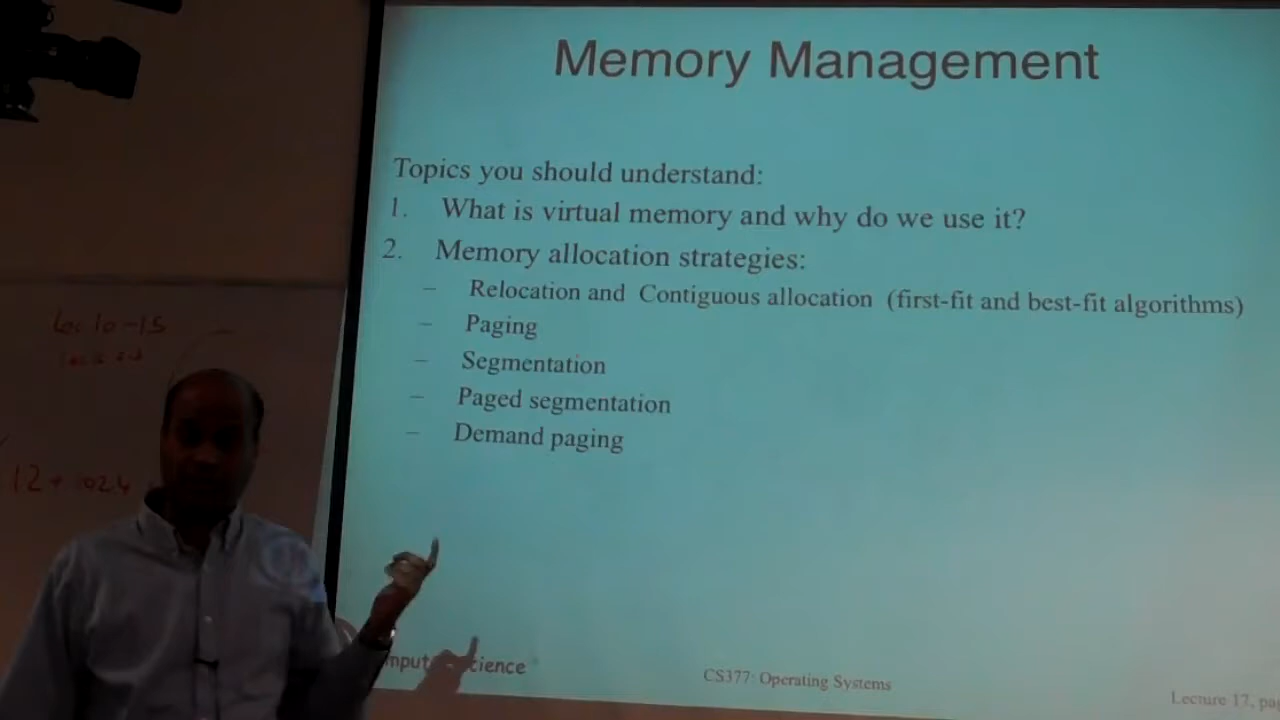 Memory Management
Topics you should understand:
1. What is virtual memory and why do we use it?
2. Memory allocation strategies:
– Relocation and Contiguous allocation (first-fit and best-fit algorithms)
– Paging
– Segmentation
– Paged segmentation
– Demand paging
CS377: Operating Systems
Lecture 17,